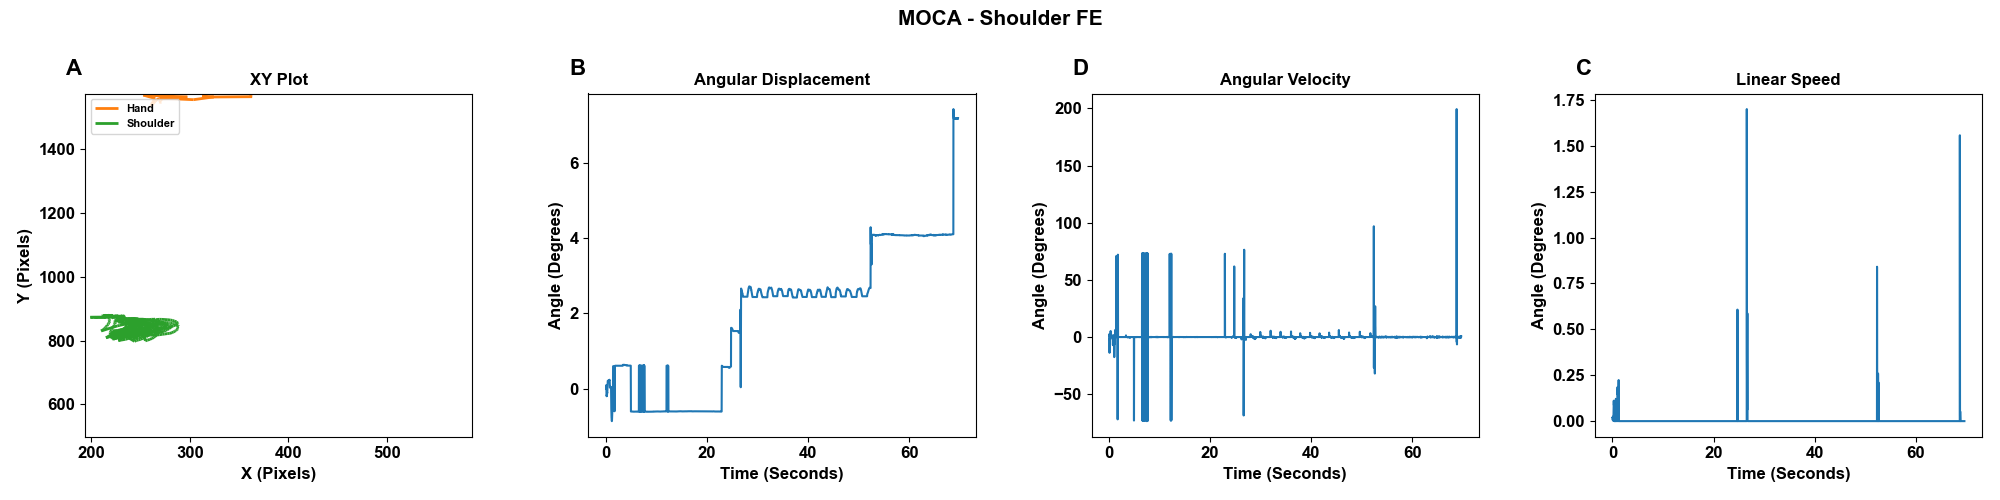 MOCA - Shoulder FE
A
XY Plot
Hand
Shoulder
1400
1200
1000
800
600
200
300
400
500
Y (Pixels)
X (Pixels)
B
Angular Displacement
6
4
2
0
0
20
40
60
Angle (Degrees)
Time (Seconds)
D
Angular Velocity
200
150
100
50
0
−50
0
20
40
60
Angle (Degrees)
Time (Seconds)
C
Linear Speed
1.75
1.50
1.25
1.00
0.75
0.50
0.25
0.00
0
20
40
60
Angle (Degrees)
Time (Seconds)